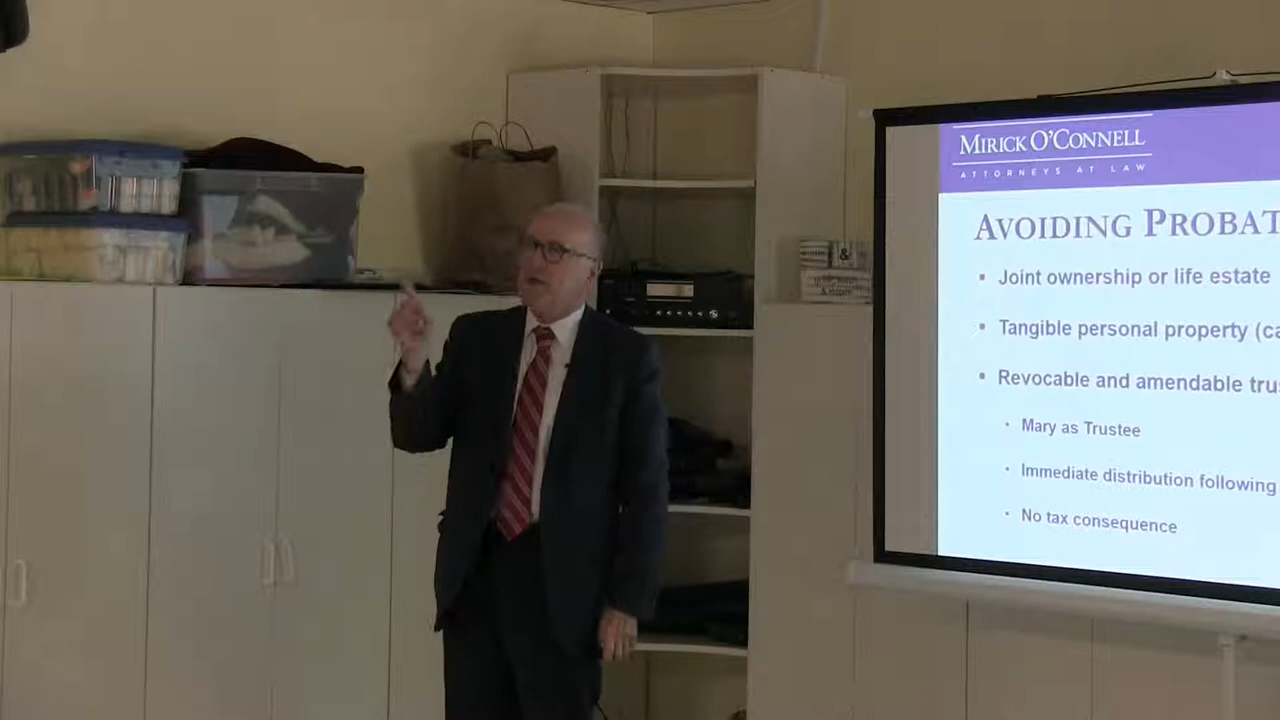 MIRICK O'CONNELL
ATTORNEYS AT LAW
AVOIDING PROBAT
Joint ownership or life estate
Tangible personal property (ca
Revocable and amendable trus
Mary as Trustee
Immediate distribution following
No tax consequence
&